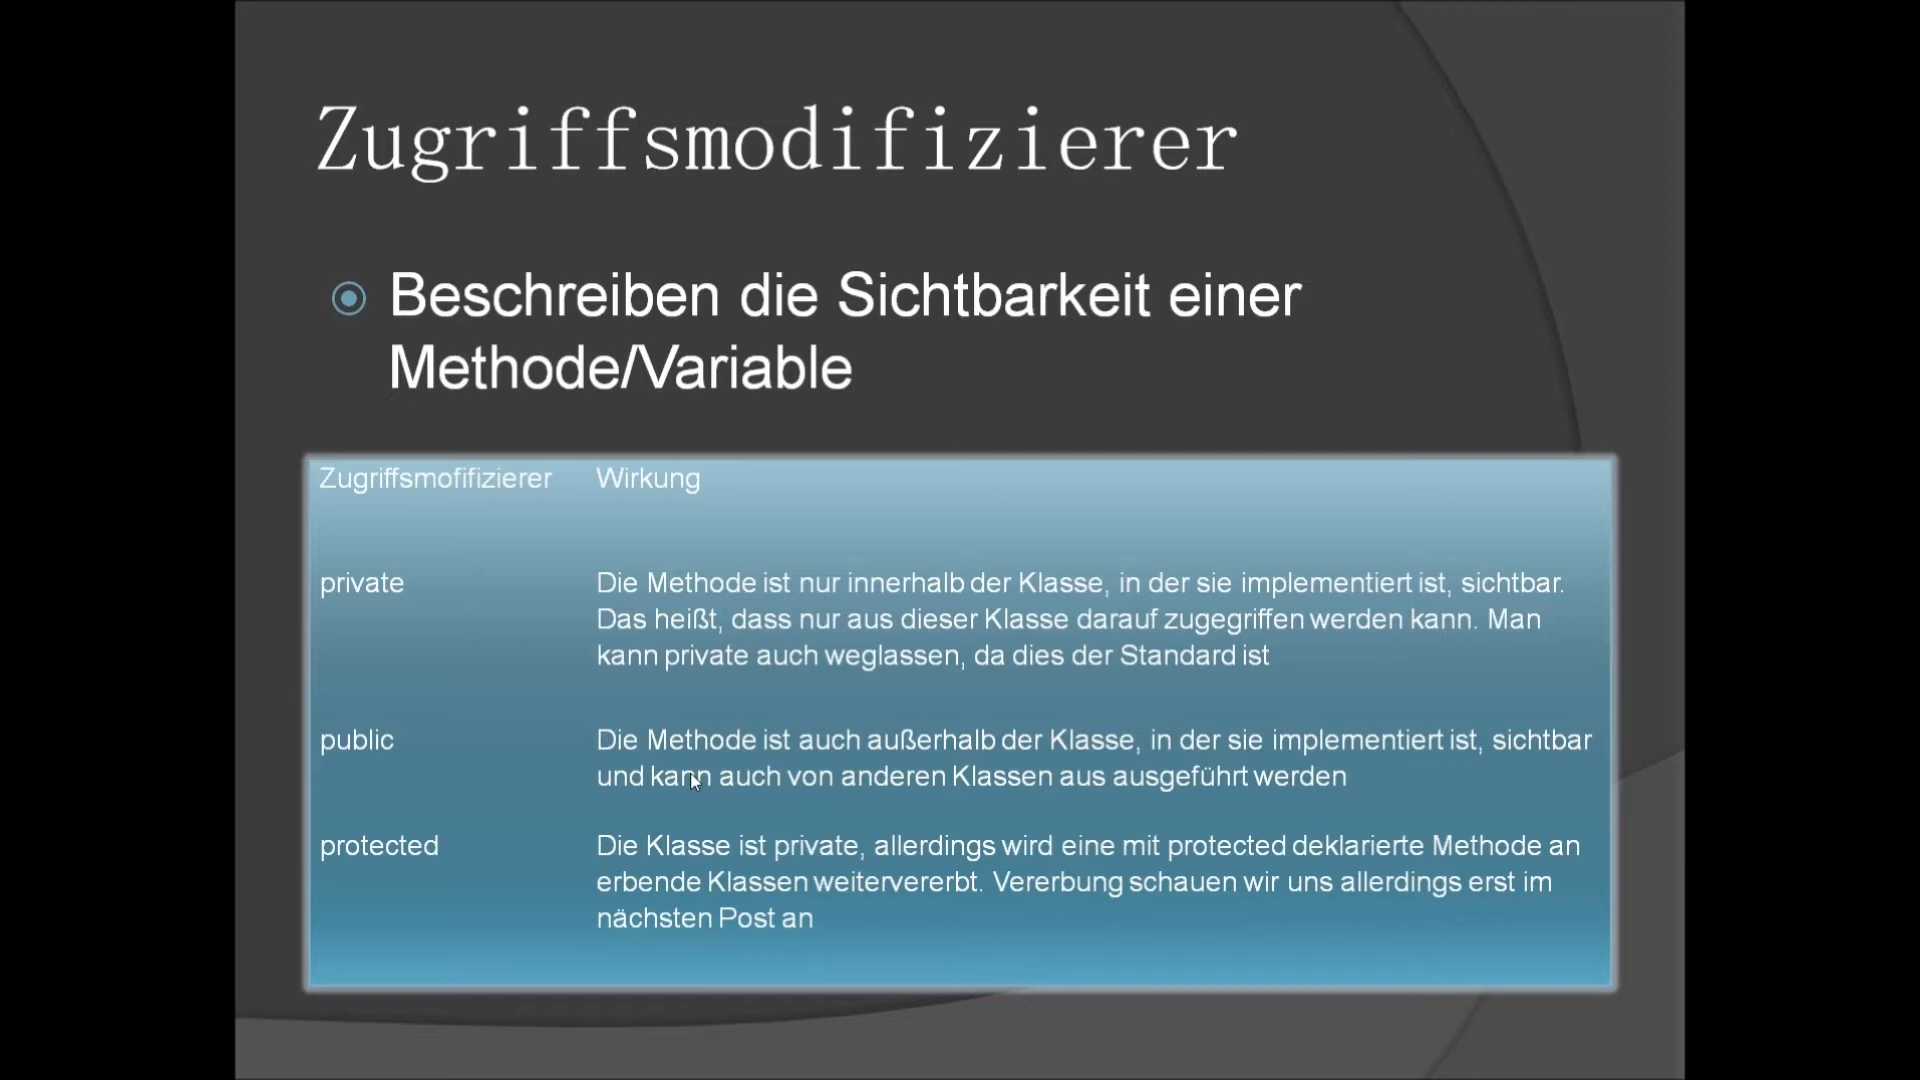 Zugriffsmodifizierer
Beschreiben die Sichtbarkeit einer
Methode/Variable
Zugriffsmofifizierer Wirkung
private Die Methode ist nur innerhalb der Klasse, in der sie implementiert ist, sichtbar.
Das heißt, dass nur aus dieser Klasse darauf zugegriffen werden kann. Man
kann private auch weglassen, da dies der Standard ist
public Die Methode ist auch außerhalb der Klasse, in der sie implementiert ist, sichtbar
und kann auch von anderen Klassen aus ausgeführt werden
protected Die Klasse ist private, allerdings wird eine mit protected deklarierte Methode an
erbende Klassen weitervererbt. Vererbung schauen wir uns allerdings erst im
nächsten Post an